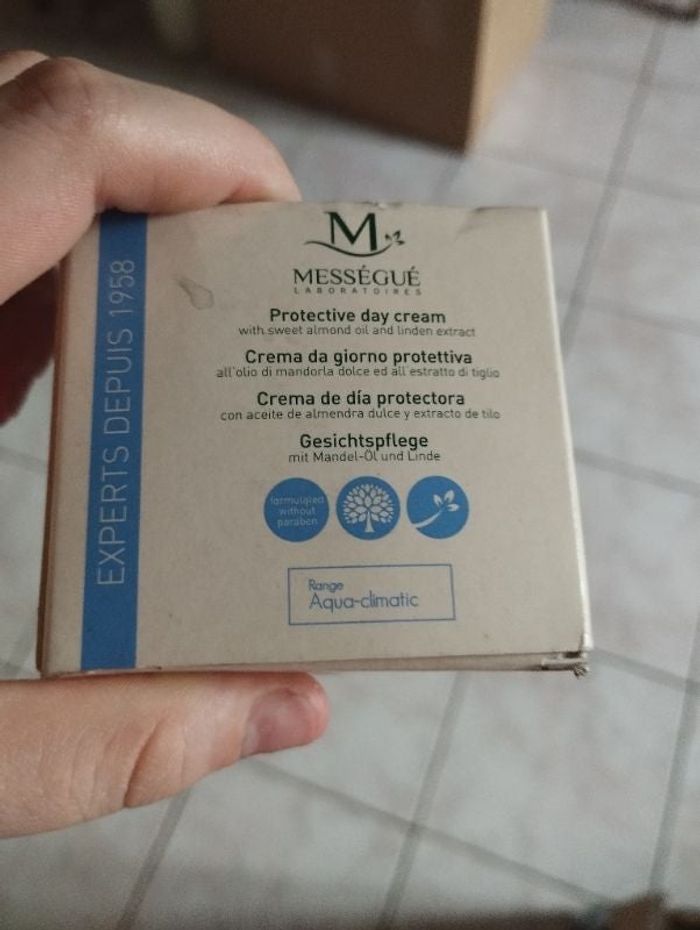 EXPERTS DEPUIS 1958
M
MESSÉGUÉ
LABORATOIRES
Protective day cream
with sweet almond oil and linden extract
Crema da giorno protettiva
all'olio di mandorla dolce ed all'estratto di tiglio
Crema de día protectora
con aceite de almendra dulce y extracto de tilo
Gesichtspflege
mit Mandel-Öl und Linde
formulated
without
paraben
Range
Aqua-climatic